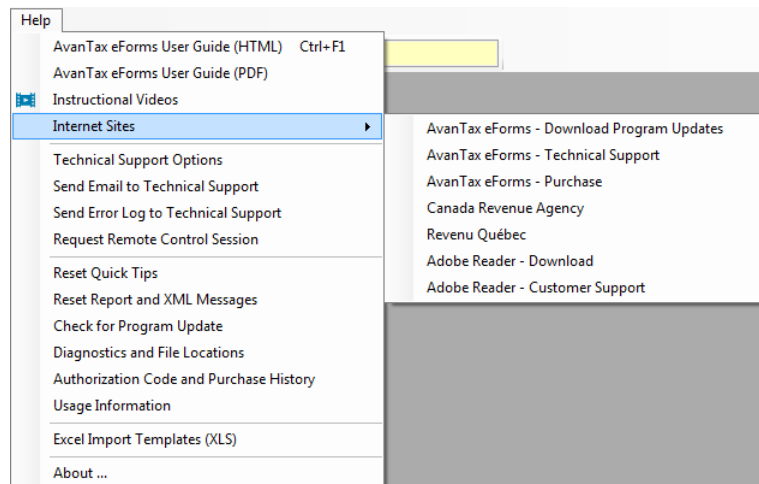 Help
AvanTax eForms User Guide (HTML) Ctrl+F1
AvanTax eForms User Guide (PDF)
Instructional Videos
Internet Sites
Technical Support Options
Send Email to Technical Support
Send Error Log to Technical Support
Request Remote Control Session
Reset Quick Tips
Reset Report and XML Messages
Check for Program Update
Diagnostics and File Locations
Authorization Code and Purchase History
Usage Information
Excel Import Templates (XLS)
About ...
AvanTax eForms - Download Program Updates
AvanTax eForms - Technical Support
AvanTax eForms - Purchase
Canada Revenue Agency
Revenu Québec
Adobe Reader - Download
Adobe Reader - Customer Support